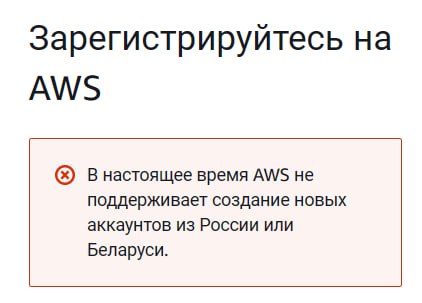 Зарегистрируйтесь на
AWS
В настоящее время AWS не
поддерживает создание новых
аккаунтов из России или
Беларуси.